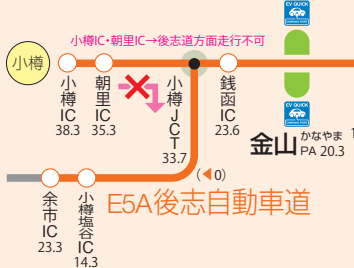 EV QUICK
小樽IC・朝里IC→後志道方面走行不可
小樽
小樽IC
38.3
朝里IC
35.3
小樽JCT
33.7
銭函IC
23.6
EV QUICK
金山
かなやま
PA 20.3
1
(◀0)
E5A後志自動車道
余市IC
23.3
小樽塩谷IC
14.3